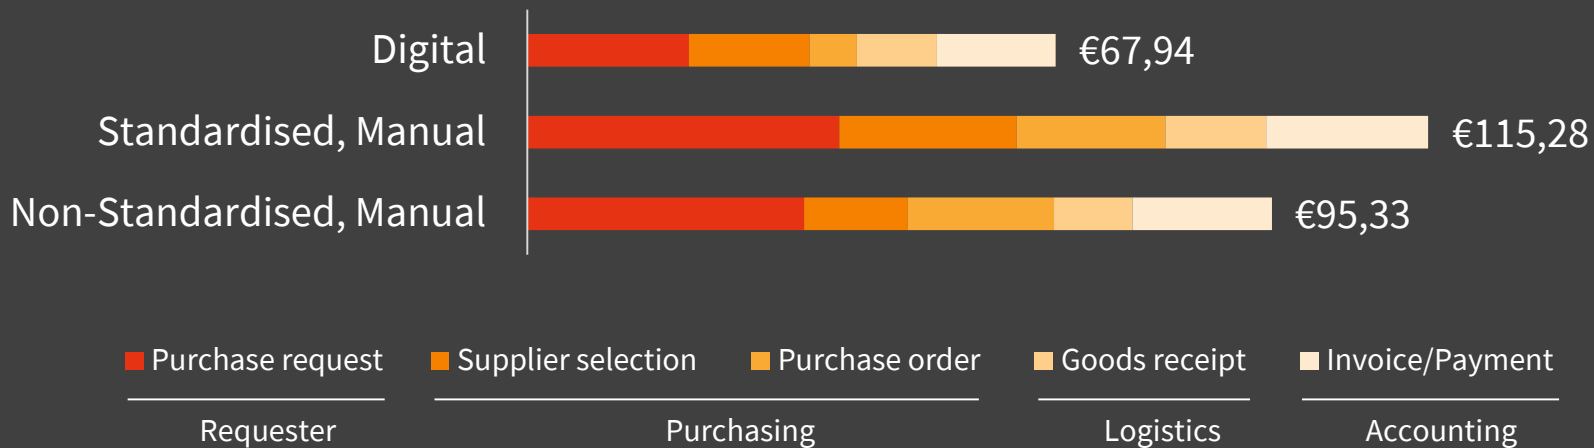 Digital €67,94
Standardised, Manual €115,28
Non-Standardised, Manual €95,33
Purchase request Supplier selection Purchase order Goods receipt Invoice/Payment
Requester Purchasing Logistics Accounting